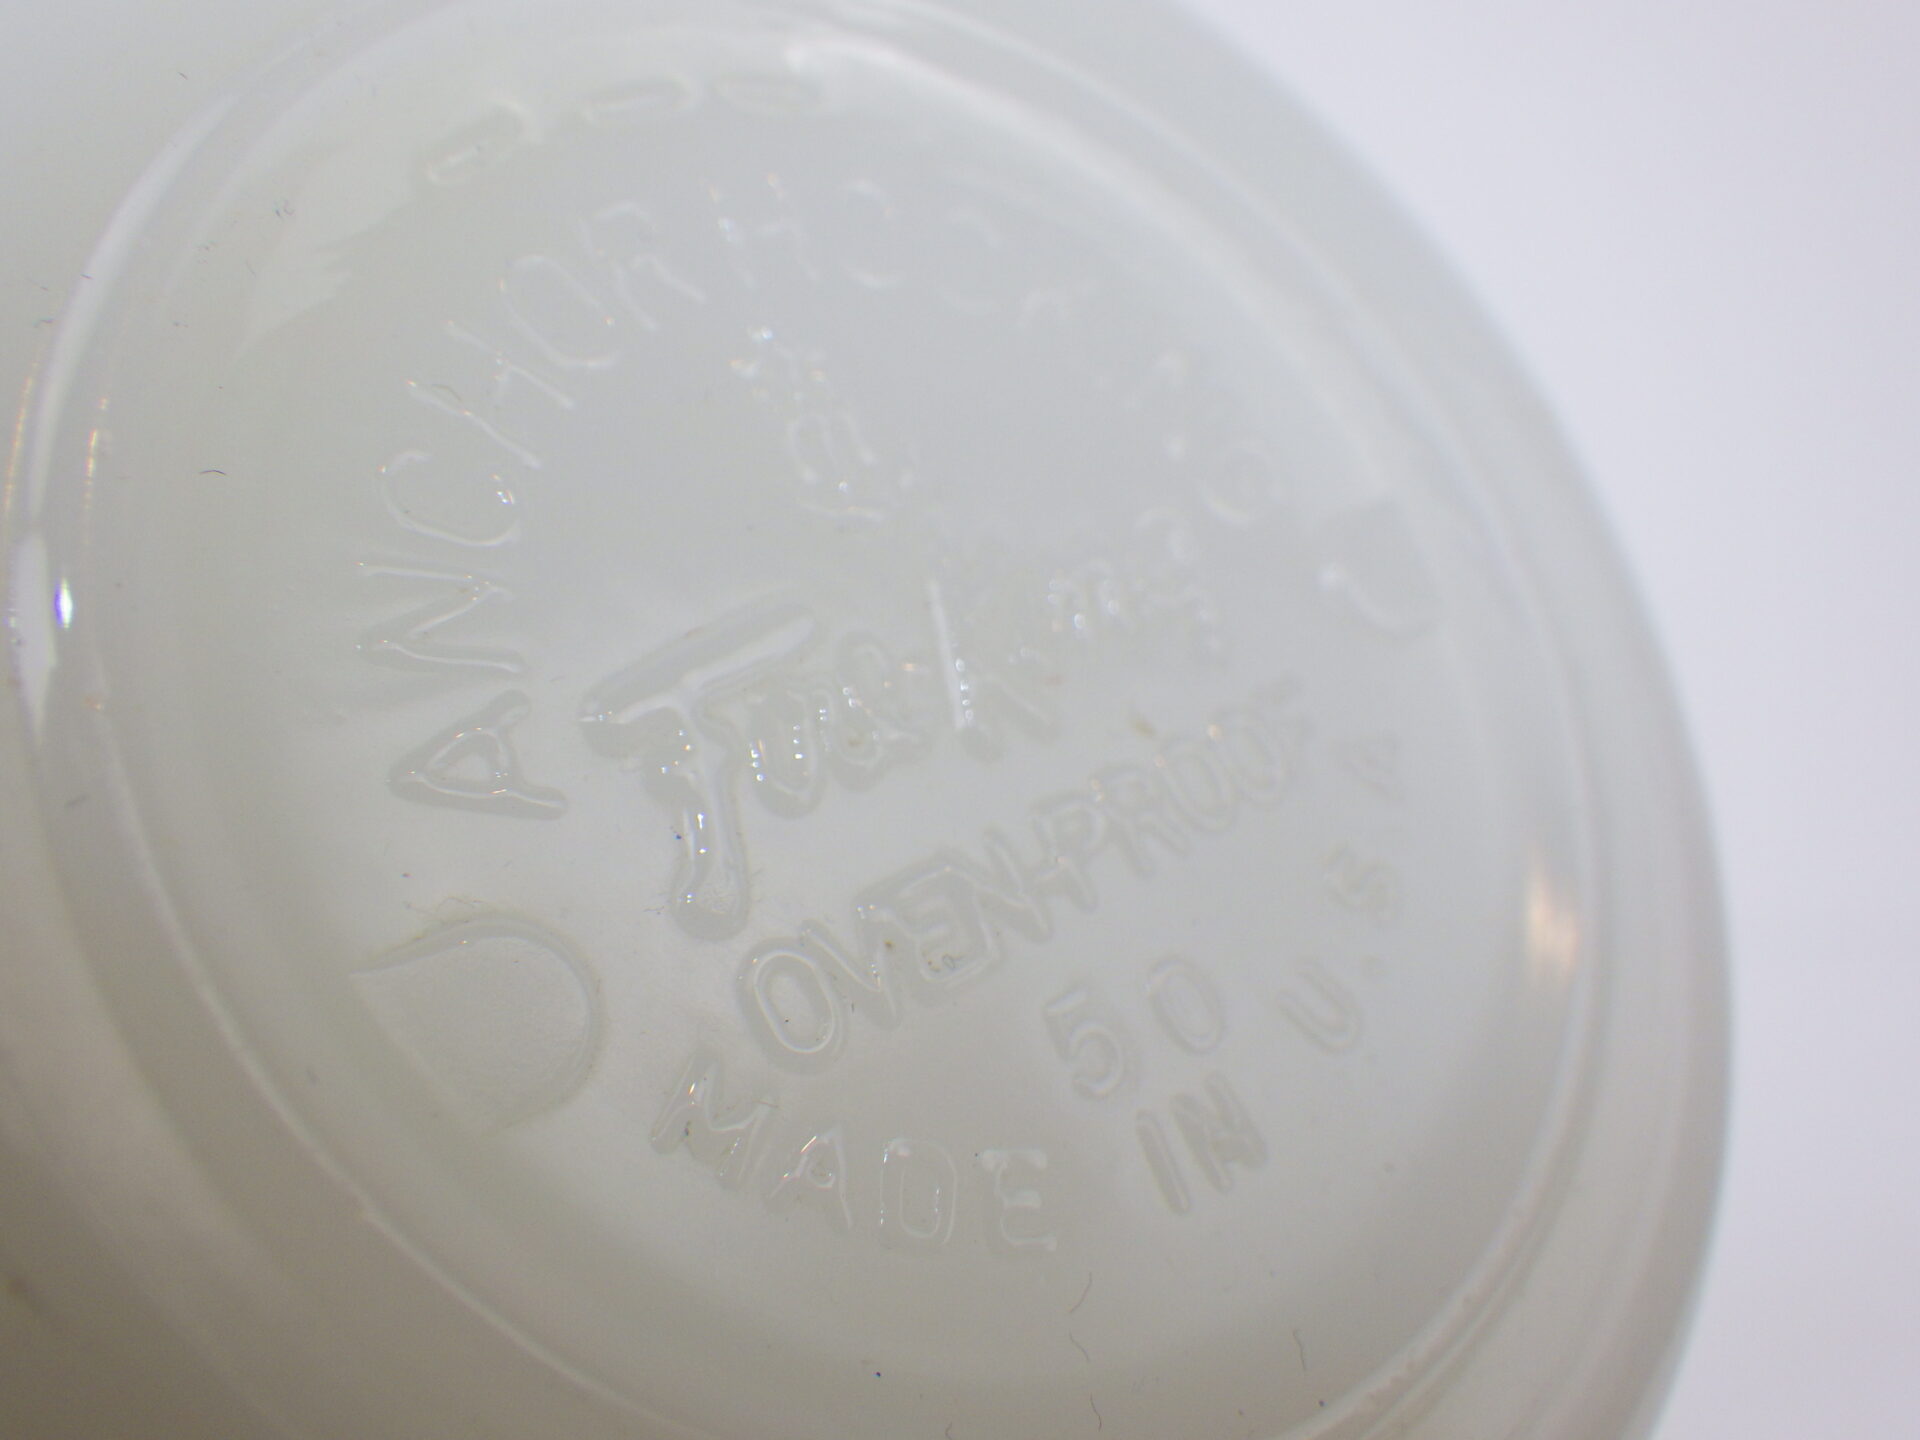 ANCHOR HOCKING
Fire King
OVEN-PROOF
50
MADE IN U.S.A